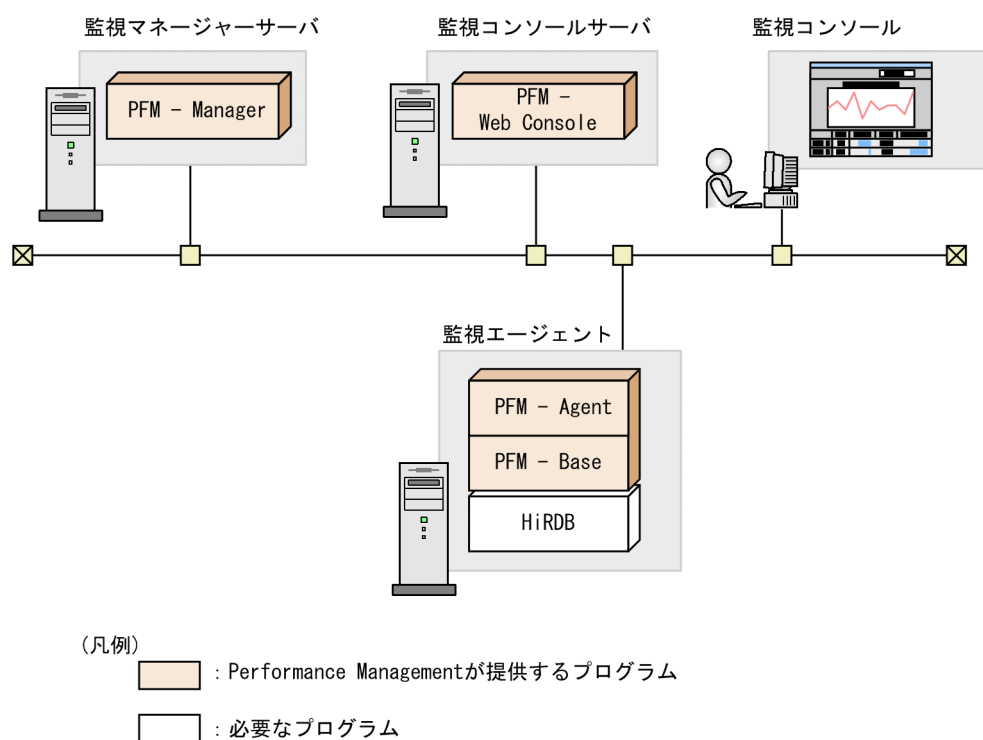 監視マネージャーサーバ
監視コンソールサーバ
監視コンソール
PFM － Manager
PFM －
Web Console
監視エージェント
PFM － Agent
PFM － Base
HiRDB
(凡例)
：Performance Managementが提供するプログラム
：必要なプログラム